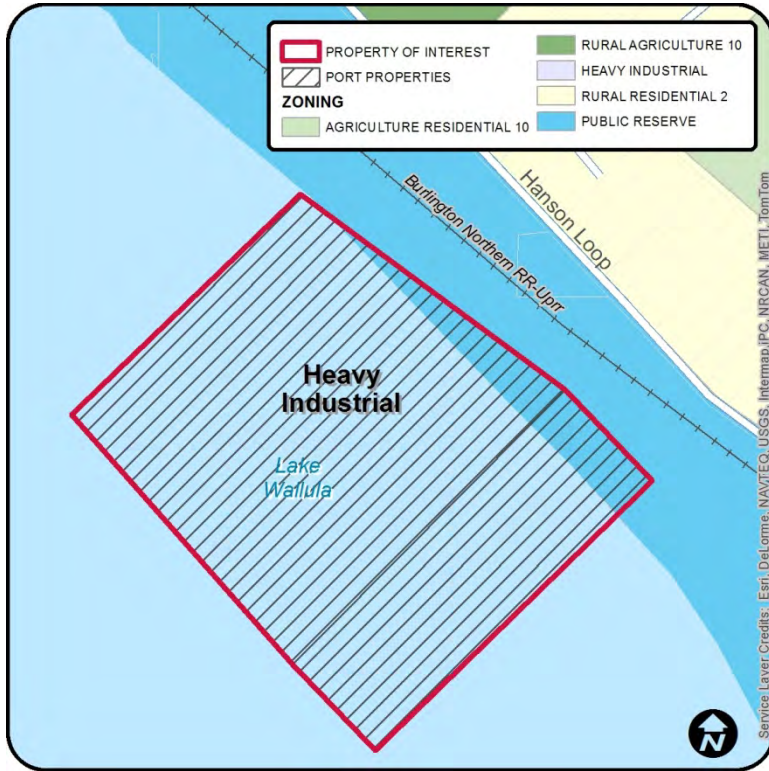 PROPERTY OF INTEREST
PORT PROPERTIES
ZONING
AGRICULTURE RESIDENTIAL 10
RURAL AGRICULTURE 10
HEAVY INDUSTRIAL
RURAL RESIDENTIAL 2
PUBLIC RESERVE
Burlington Northern RR-Uprr
Hanson Loop
Heavy
Industrial
Lake
Wallula
N
Service Layer Credits: Esri, DeLorme, NAVTEQ, USGS, Intermap, iPC, NRCAN, METI, TomTom